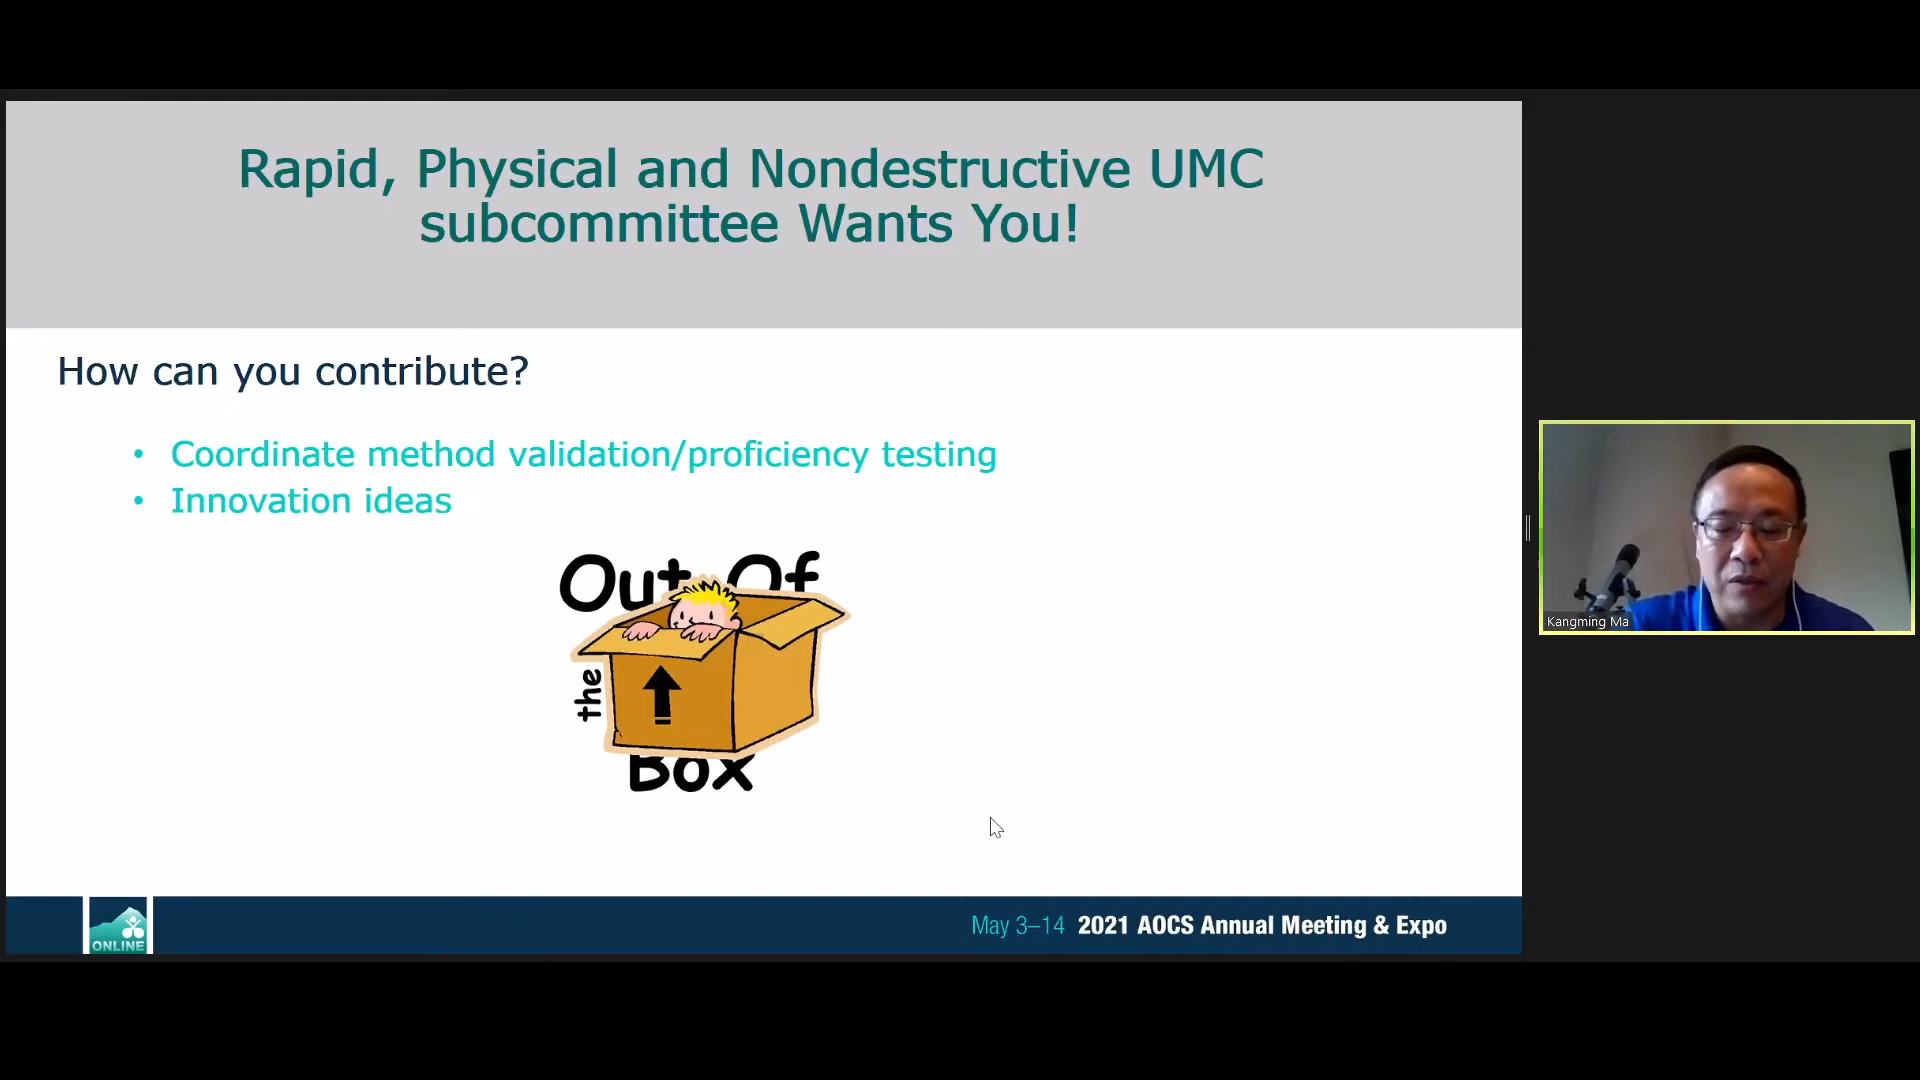 Rapid, Physical and Nondestructive UMC
subcommittee Wants You!
How can you contribute?
• Coordinate method validation/proficiency testing
• Innovation ideas
Out Of
the
Box
Kangming Ma
ONLINE
May 3–14 2021 AOCS Annual Meeting & Expo